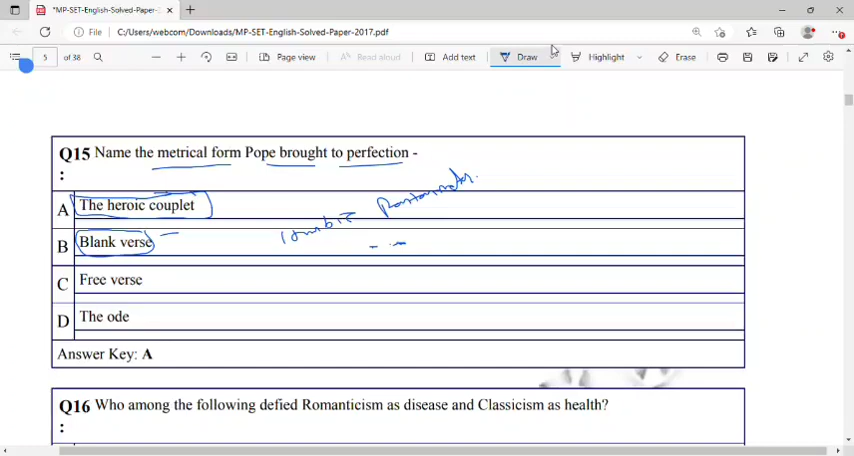 *MP-SET-English-Solved-Paper-2
File
C:/Users/webcom/Downloads/MP-SET-English-Solved-Paper-2017.pdf
5 of 38
Page view
Read aloud
Add text
Draw
Highlight
Erase
Q15 Name the metrical form Pope brought to perfection -
:
A The heroic couplet
Iambic Pentameter.
B Blank verse
C Free verse
D The ode
Answer Key: A
Q16 Who among the following defied Romanticism as disease and Classicism as health?
: